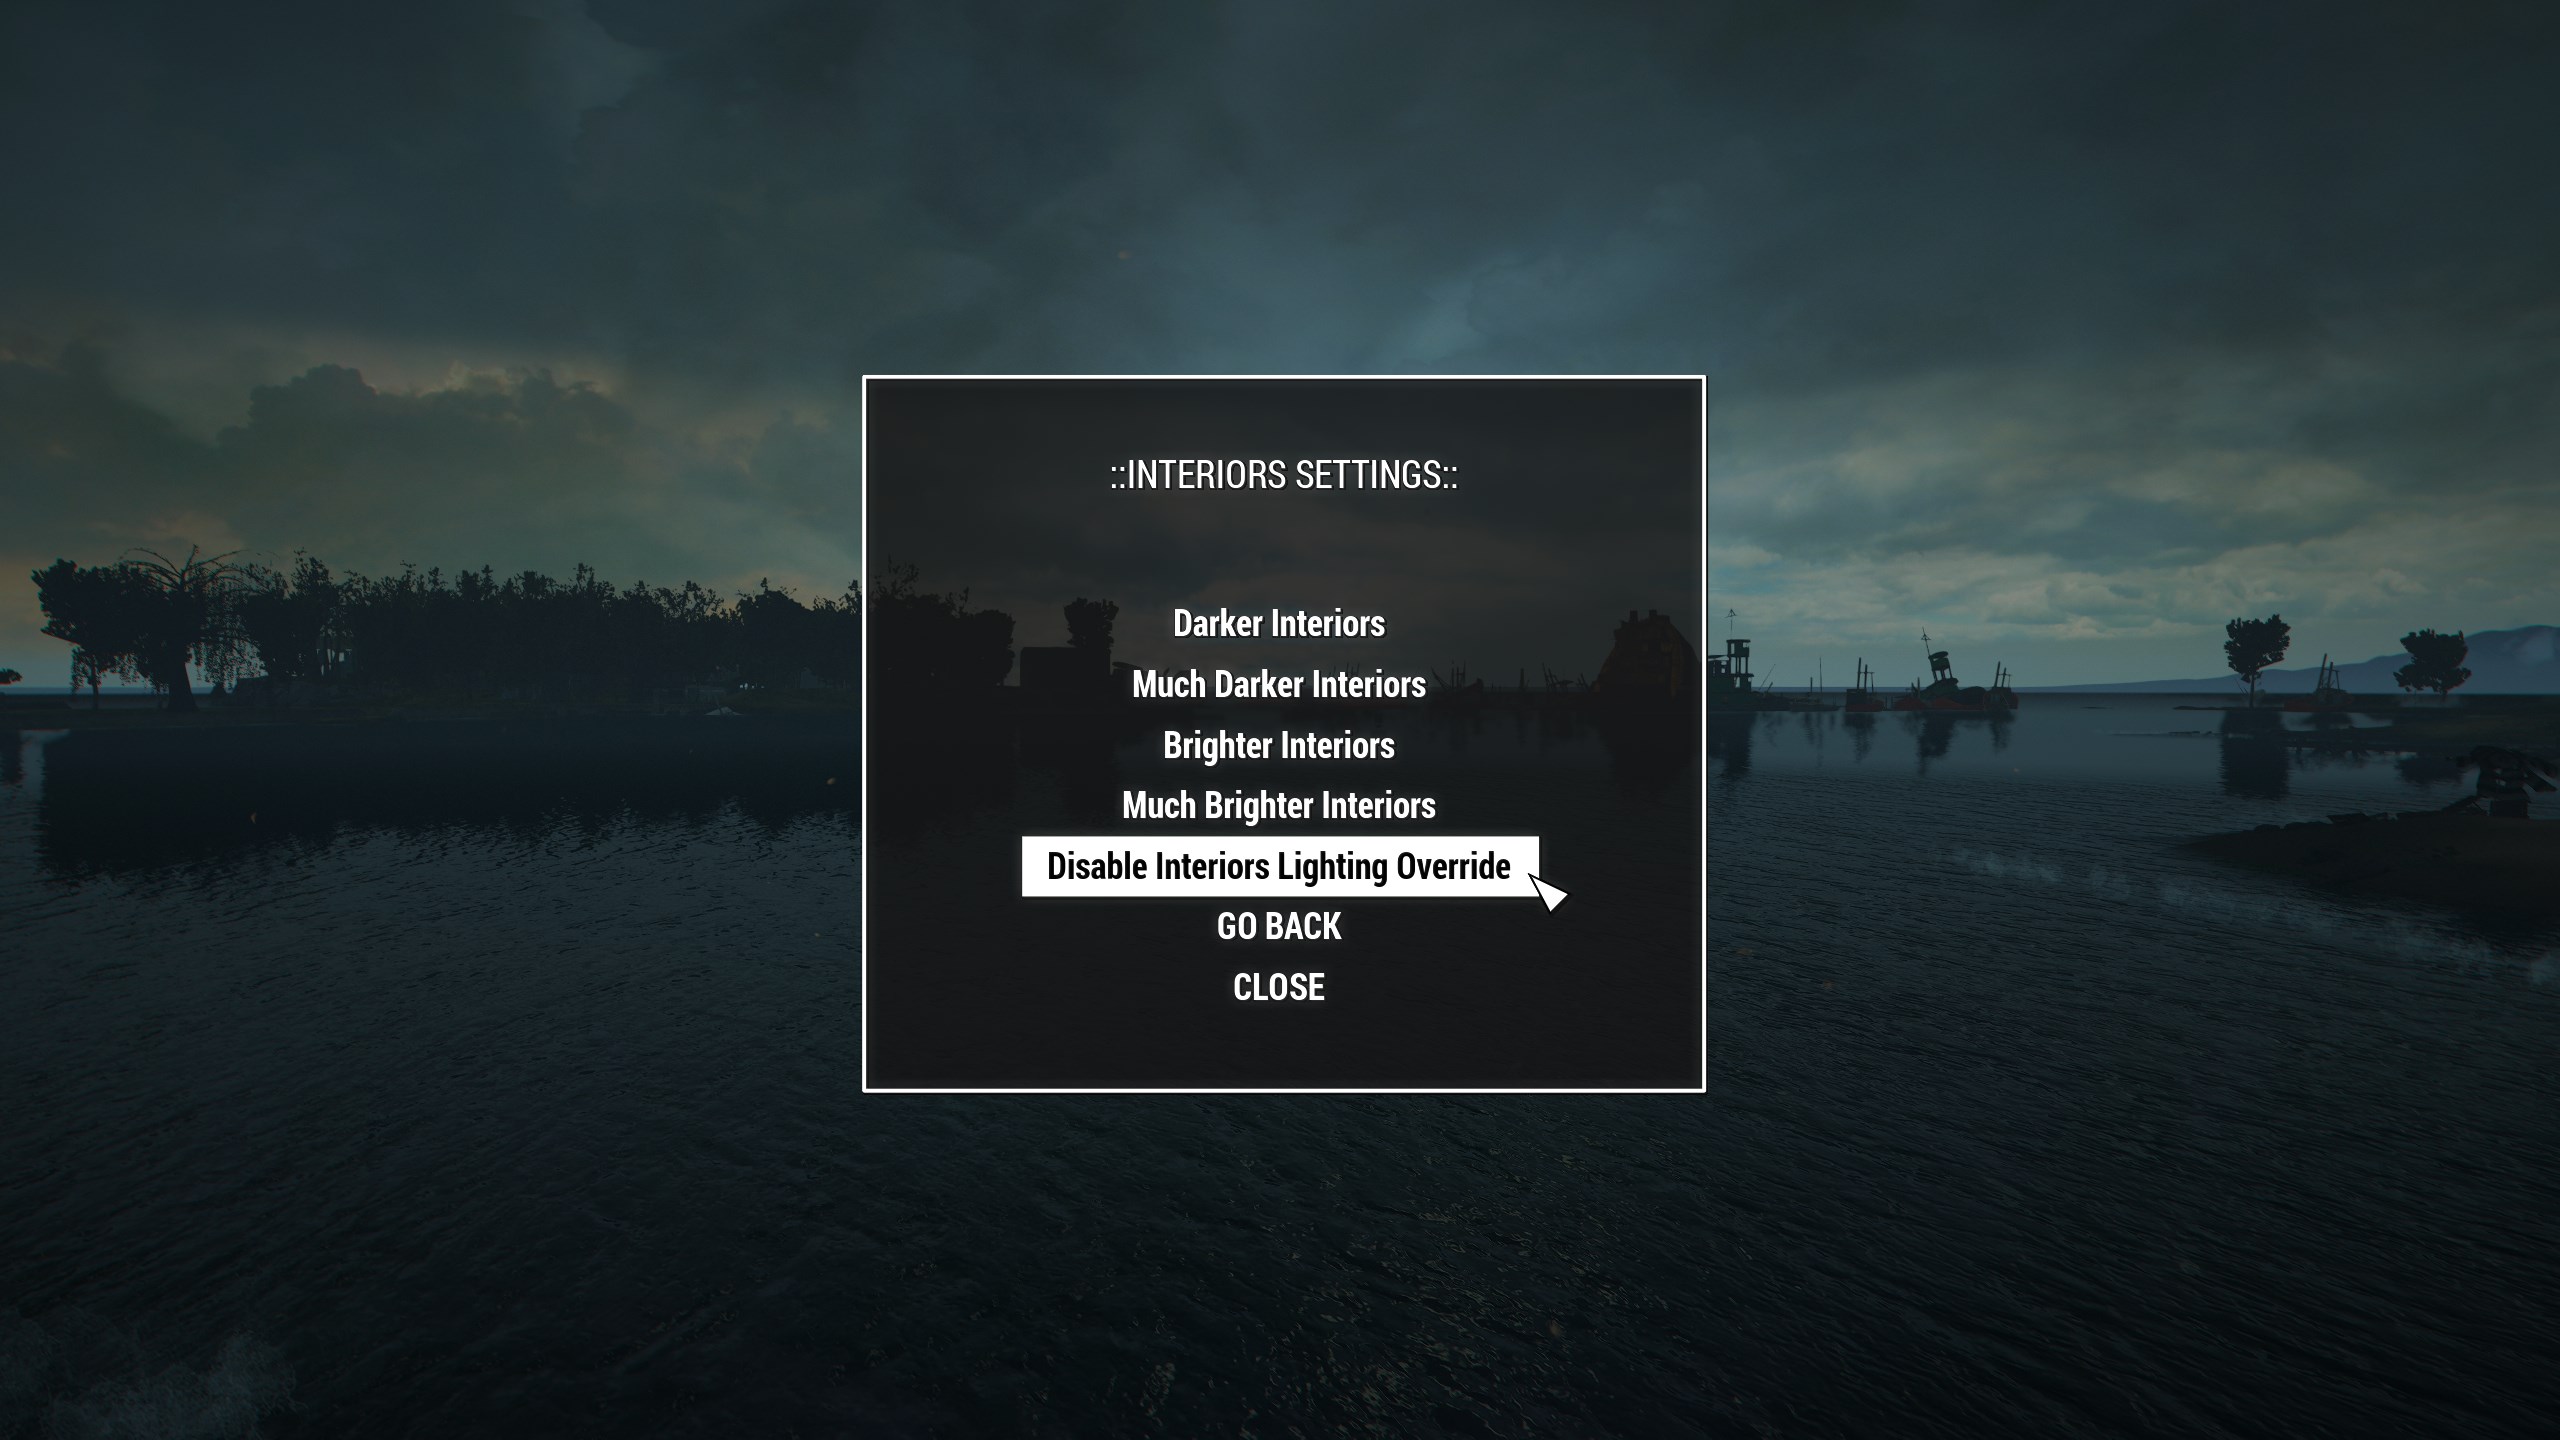 ::INTERIORS SETTINGS::
Darker Interiors
Much Darker Interiors
Brighter Interiors
Much Brighter Interiors
Disable Interiors Lighting Override
GO BACK
CLOSE